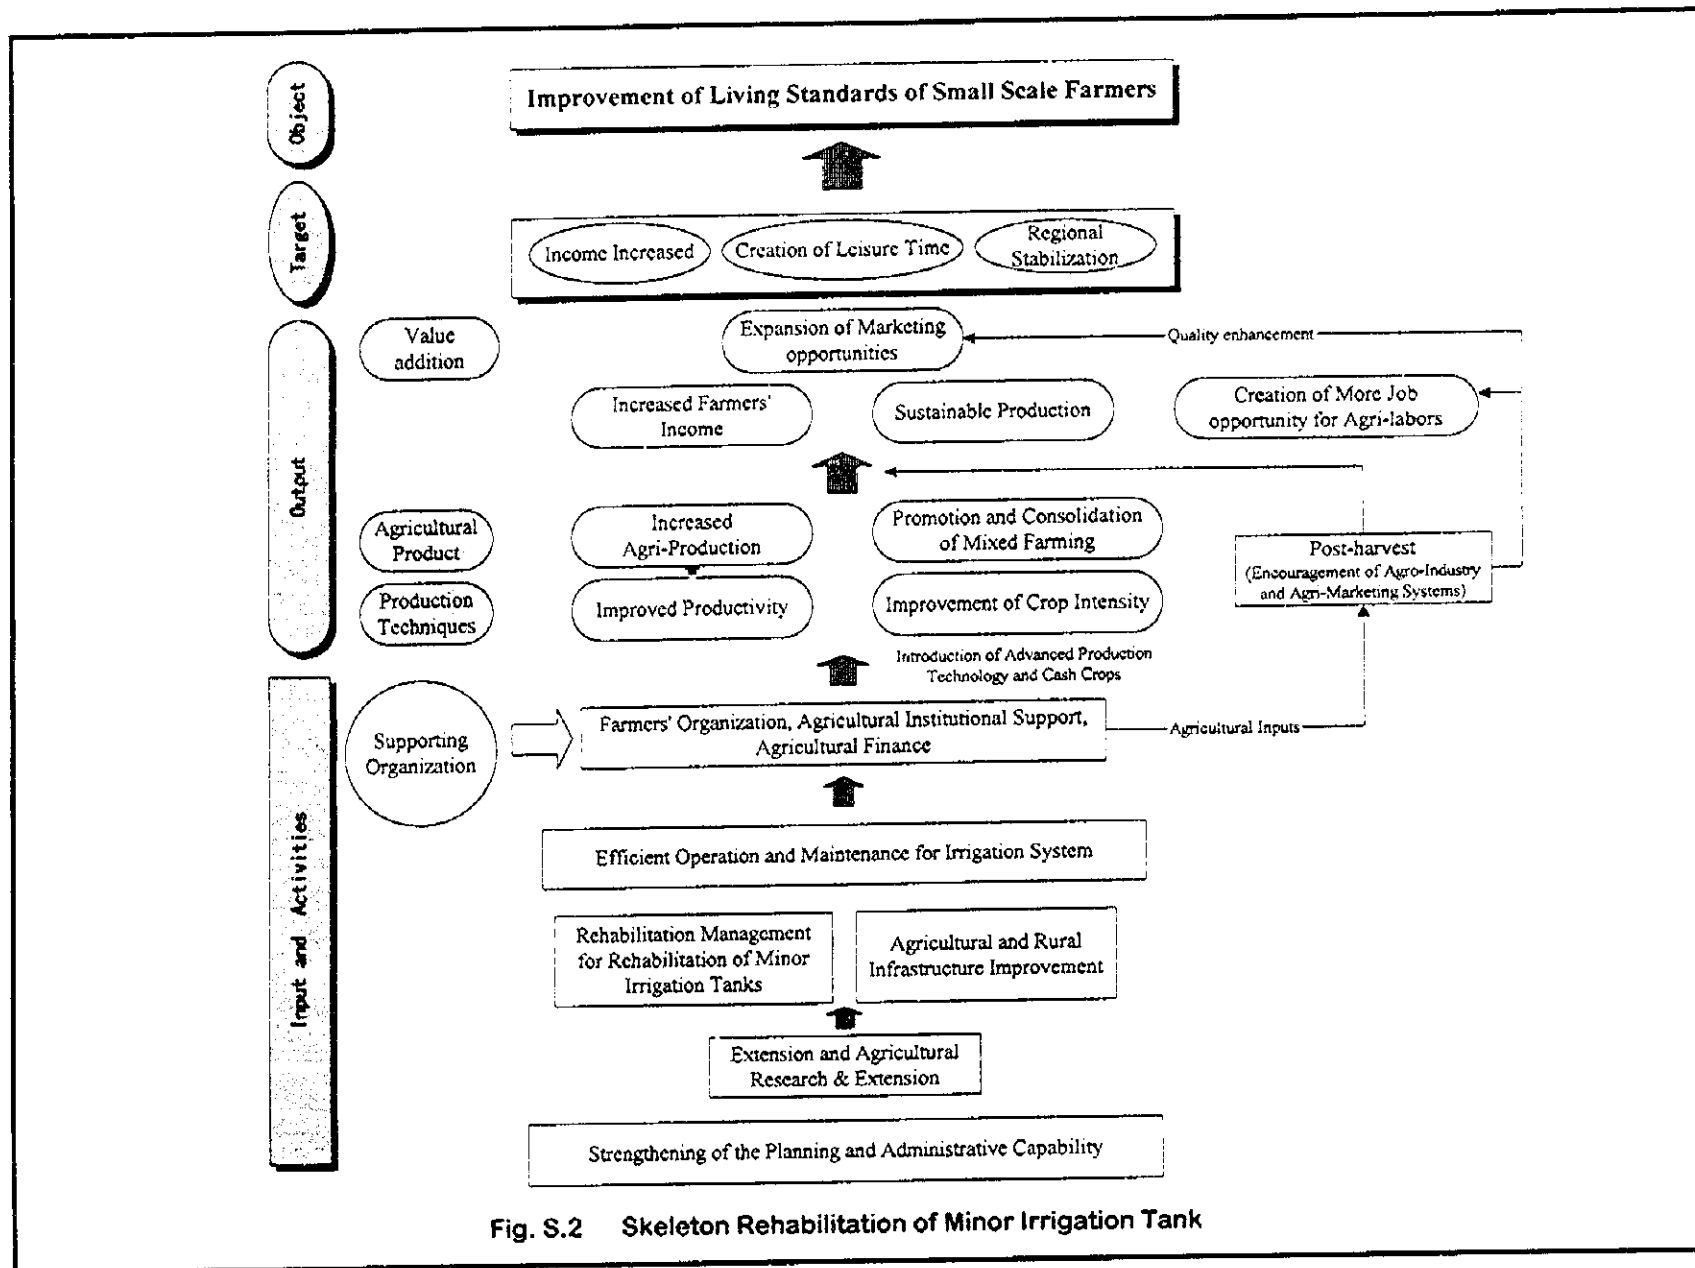 Object
Improvement of Living Standards of Small Scale Farmers
Target
Income Increased
Creation of Leisure Time
Regional
Stabilization
Output
Value
addition
Expansion of Marketing
opportunities
Quality enhancement
Increased Farmers'
Income
Sustainable Production
Creation of More Job
opportunity for Agri-labors
Agricultural
Product
Increased
Agri-Production
Promotion and Consolidation
of Mixed Farming
Post-harvest
(Encouragement of Agro-Industry
and Agri-Marketing Systems)
Production
Techniques
Improved Productivity
Improvement of Crop Intensity
Introduction of Advanced Production
Technology and Cash Crops
Input and Activities
Supporting
Organization
Farmers' Organization, Agricultural Institutional Support,
Agricultural Finance
Agricultural Inputs
Efficient Operation and Maintenance for Irrigation System
Rehabilitation Management
for Rehabilitation of Minor
Irrigation Tanks
Agricultural and Rural
Infrastructure Improvement
Extension and Agricultural
Research & Extension
Strengthening of the Planning and Administrative Capability
Fig. S.2 Skeleton Rehabilitation of Minor Irrigation Tank